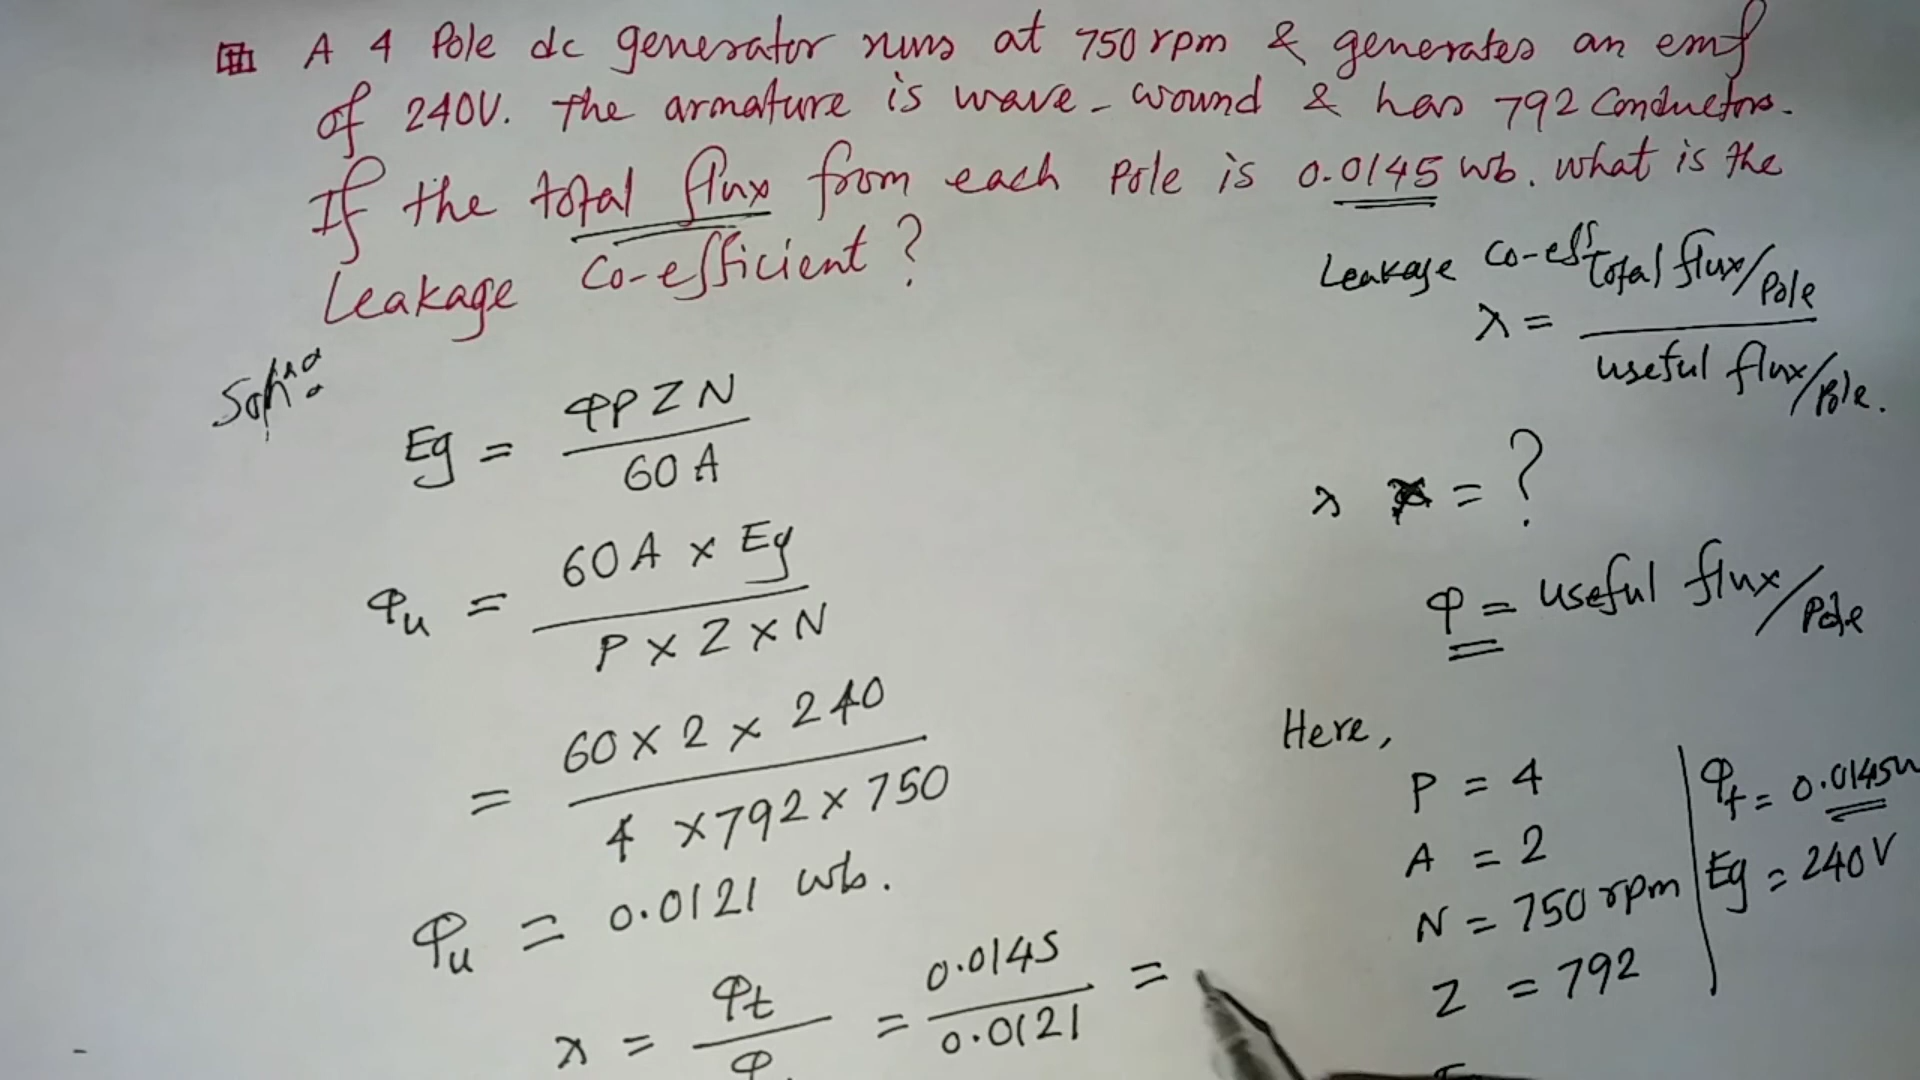 A 4 Pole dc generator runs at 750 rpm & generates an emf
of 240V. The armature is wave-wound & has 792 Conductors.
If the total flux from each pole is 0.0145 wb. what is the
Leakage Co-efficient?
Leakage co-eff
λ = Total flux/Pole
useful flux/Pole.
Soln:
Eg = φPZN
60A
φu = 60A × Eg
P × Z × N
= 60 × 2 × 240
4 × 792 × 750
φu = 0.0121 wb.
λ = φt = 0.0145 =
φ 0.0121
λ = ?
φ = useful flux/Pole
Here,
P = 4
A = 2
N = 750 rpm
Z = 792
φt = 0.0145w
Eg = 240V